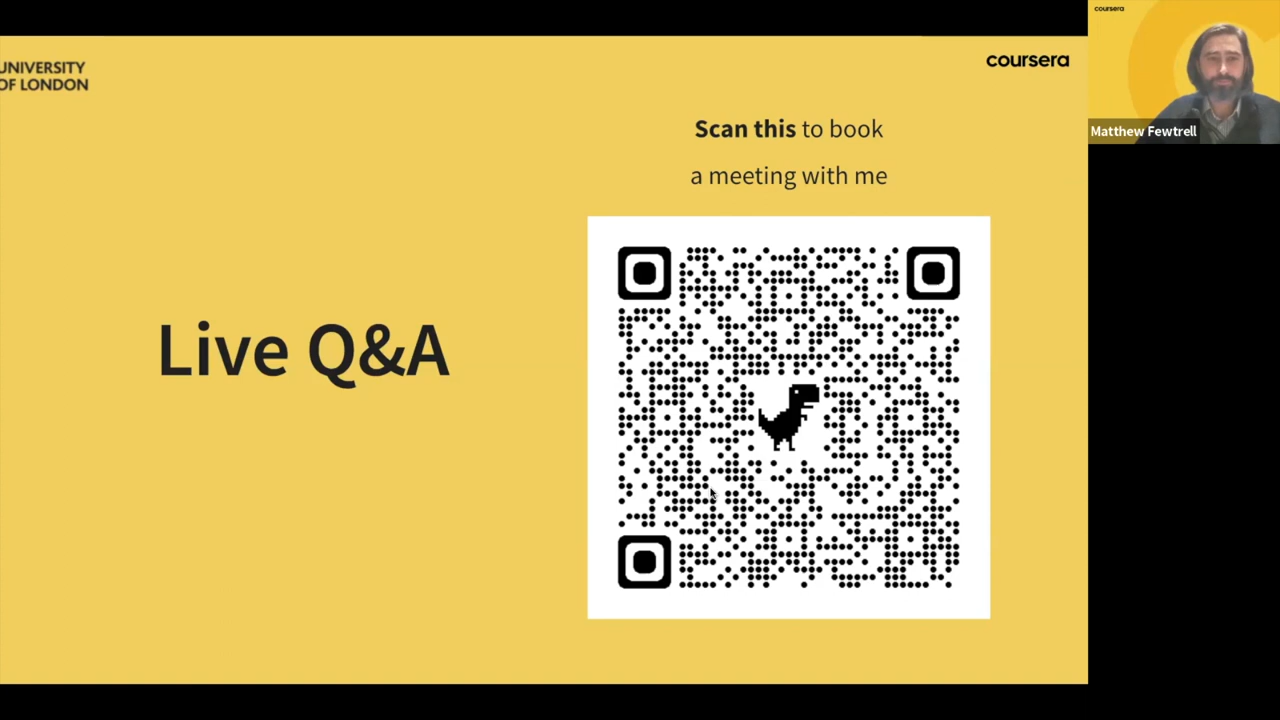 UNIVERSITY
OF LONDON
coursera
Scan this to book
a meeting with me
Live Q&A
coursera
Matthew Fewtrell